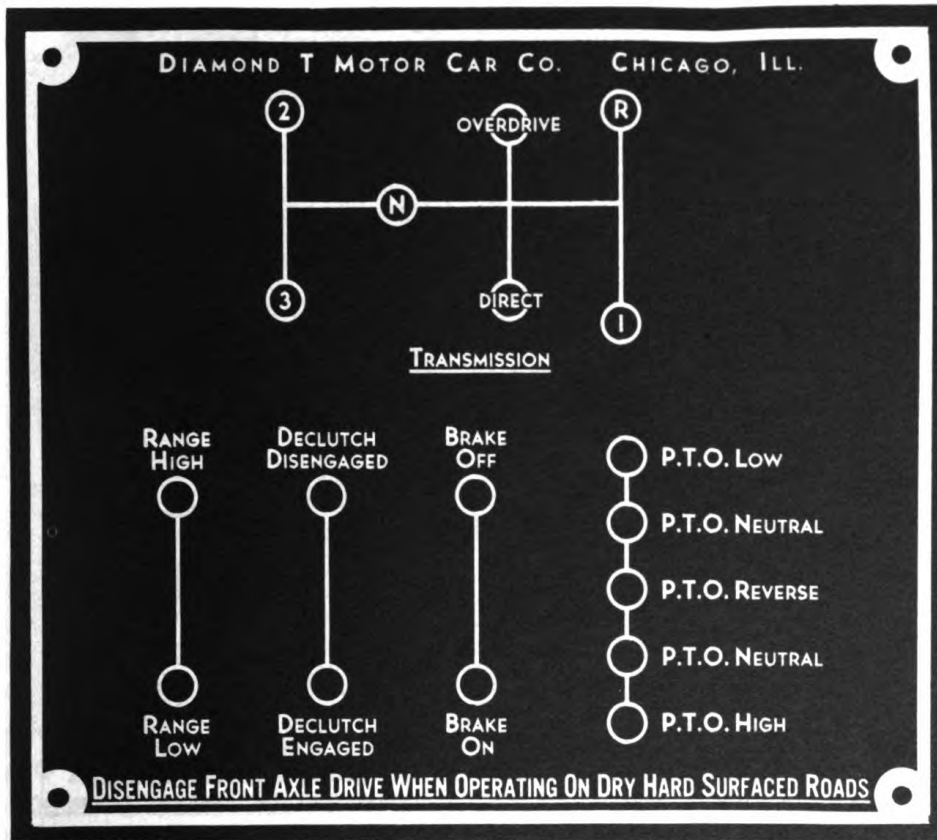 DIAMOND T MOTOR CAR CO. CHICAGO, ILL.
2 OVERDRIVE R
N
3 DIRECT 1
TRANSMISSION
RANGE HIGH
DECLUTCH DISENGAGED
BRAKE OFF
RANGE LOW
DECLUTCH ENGAGED
BRAKE ON
P.T.O. LOW
P.T.O. NEUTRAL
P.T.O. REVERSE
P.T.O. NEUTRAL
P.T.O. HIGH
DISENGAGE FRONT AXLE DRIVE WHEN OPERATING ON DRY HARD SURFACED ROADS